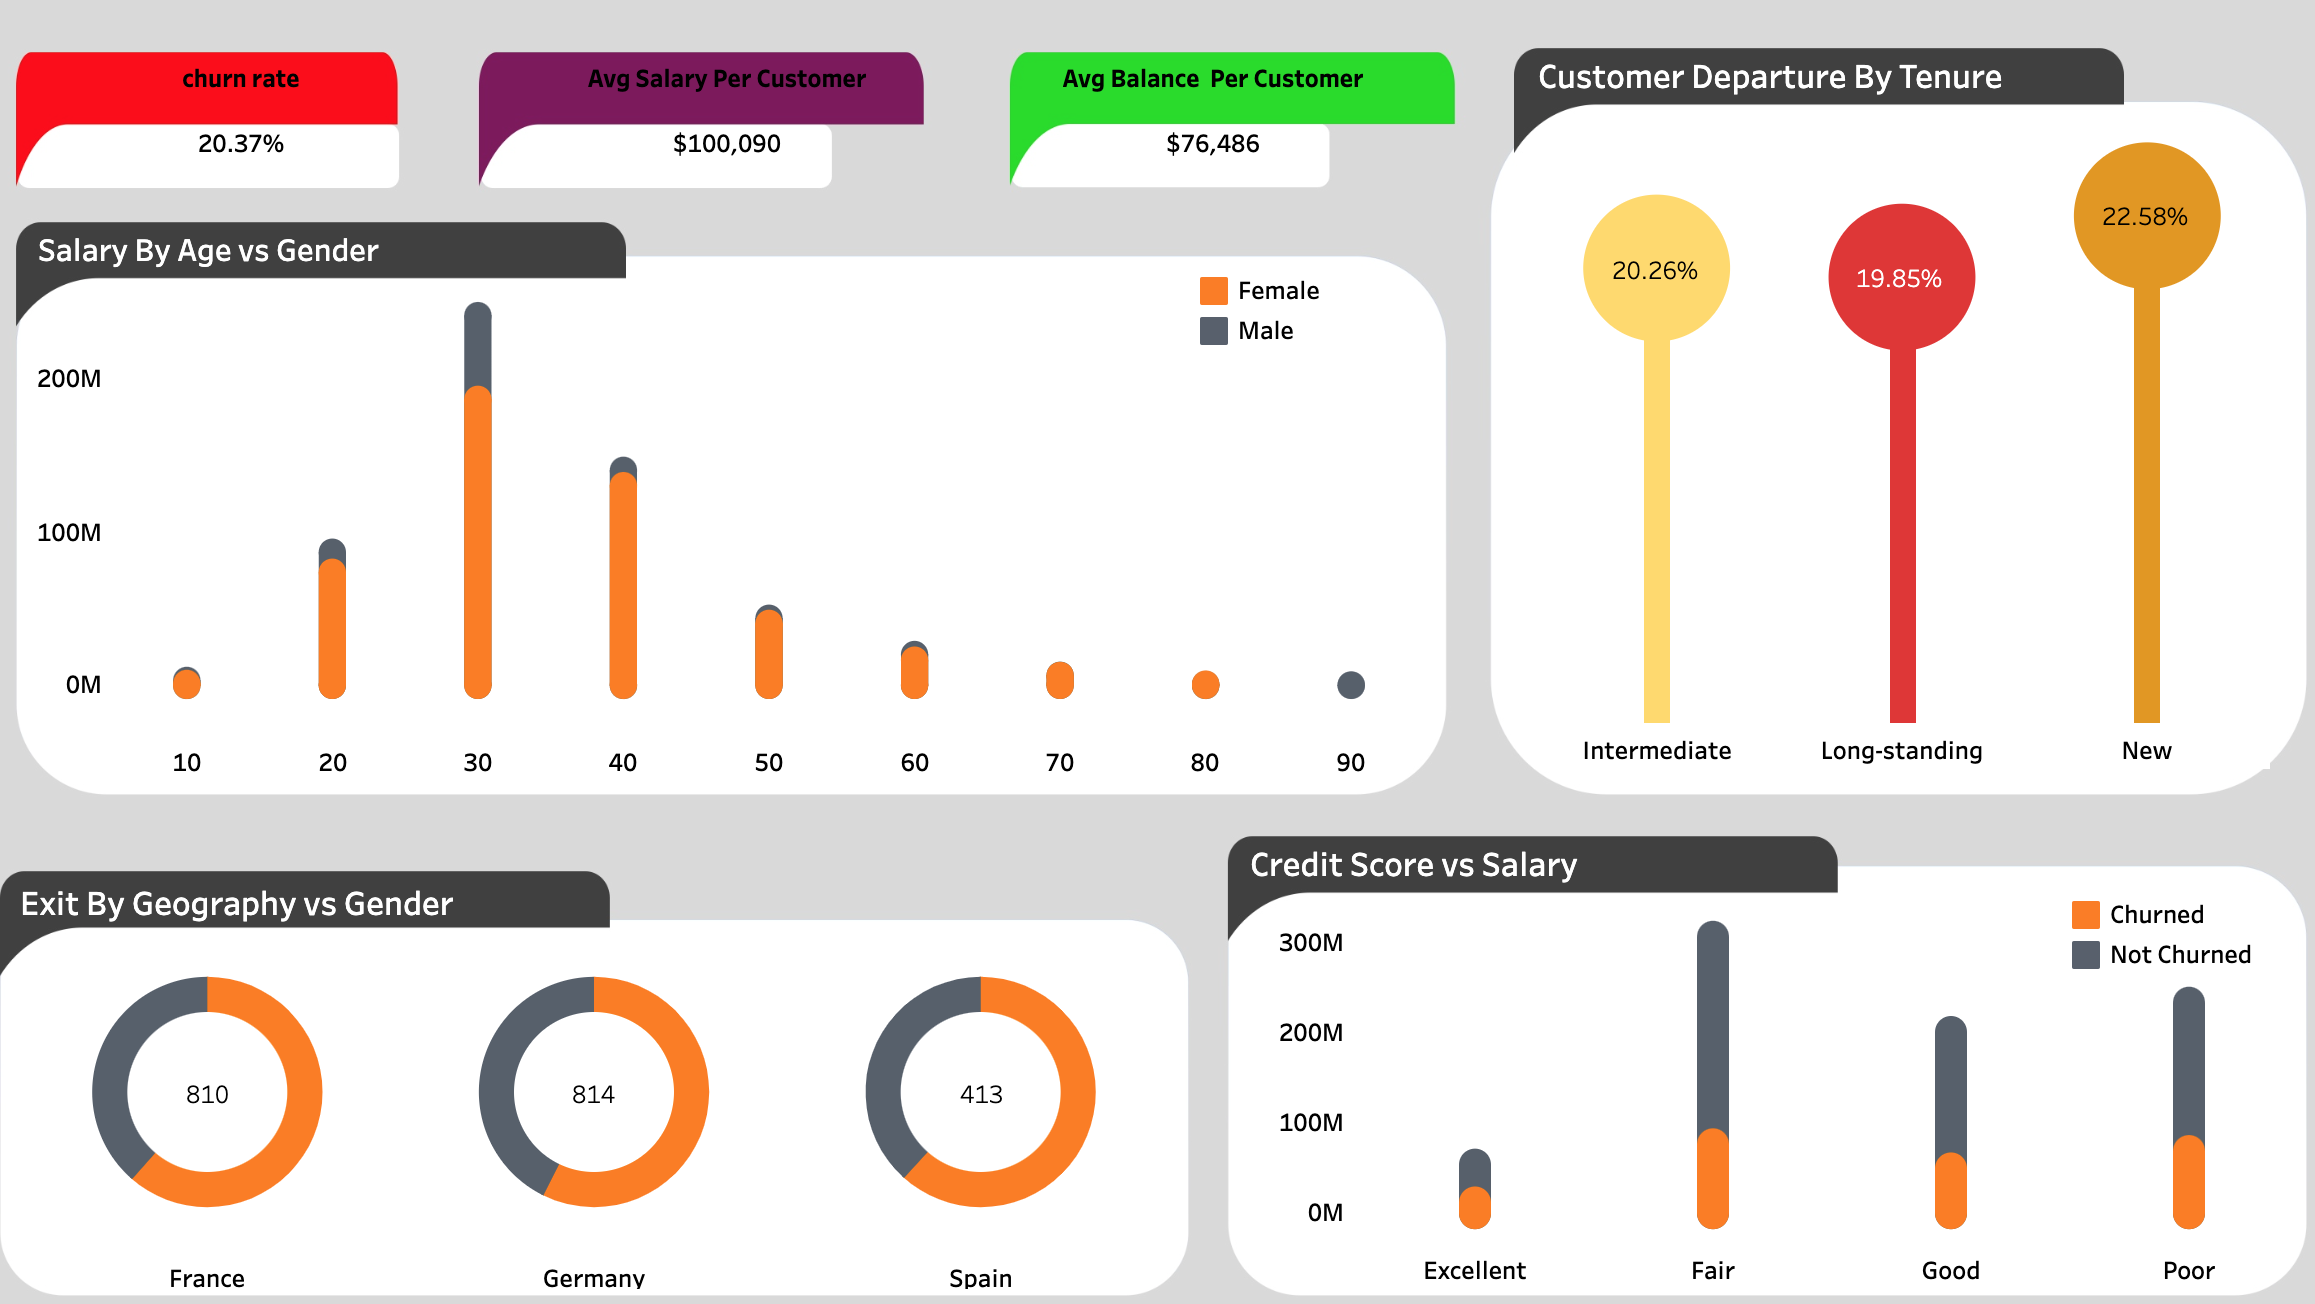 churn rate
20.37%
Avg Salary Per Customer
$100,090
Avg Balance  Per Customer
$76,486
Customer Departure By Tenure
20.26%
19.85%
22.58%
Intermediate
Long-standing
New
Salary By Age vs Gender
Female
Male
200M
100M
0M
10
20
30
40
50
60
70
80
90
Exit By Geography vs Gender
810
814
413
France
Germany
Spain
Credit Score vs Salary
Churned
Not Churned
300M
200M
100M
0M
Excellent
Fair
Good
Poor